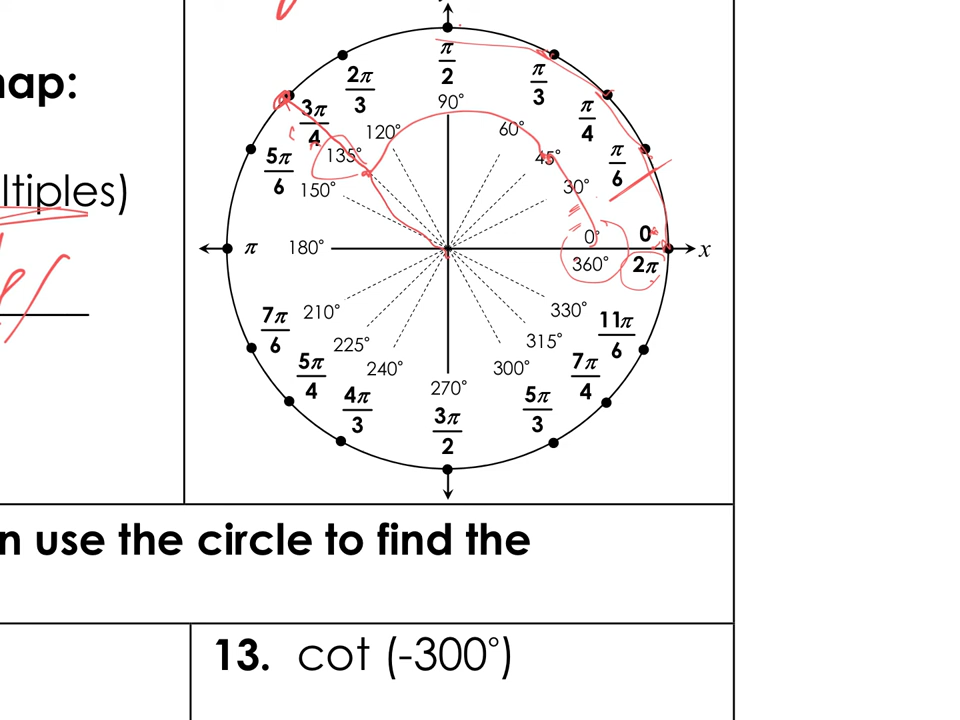 π/2
2π/3
π/3
3π/4
90°
π/4
120°
60°
5π/6
135°
45°
π/6
150°
30°
nap:
ltiples)
π
180°
0°
0
x
360°
2π
7π/6
210°
330°
11π/6
225°
315°
5π/4
240°
300°
7π/4
4π/3
270°
5π/3
3π/2
n use the circle to find the
13. cot (-300°)